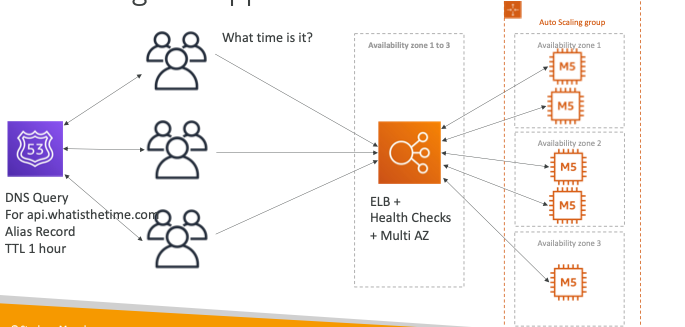 What time is it?
Auto Scaling group
Availability zone 1 to 3
Availability zone 1
M5
M5
53
Availability zone 2
M5
M5
DNS Query
For api.whatisthetime.com
Alias Record
TTL 1 hour
ELB +
Health Checks
+ Multi AZ
Availability zone 3
M5